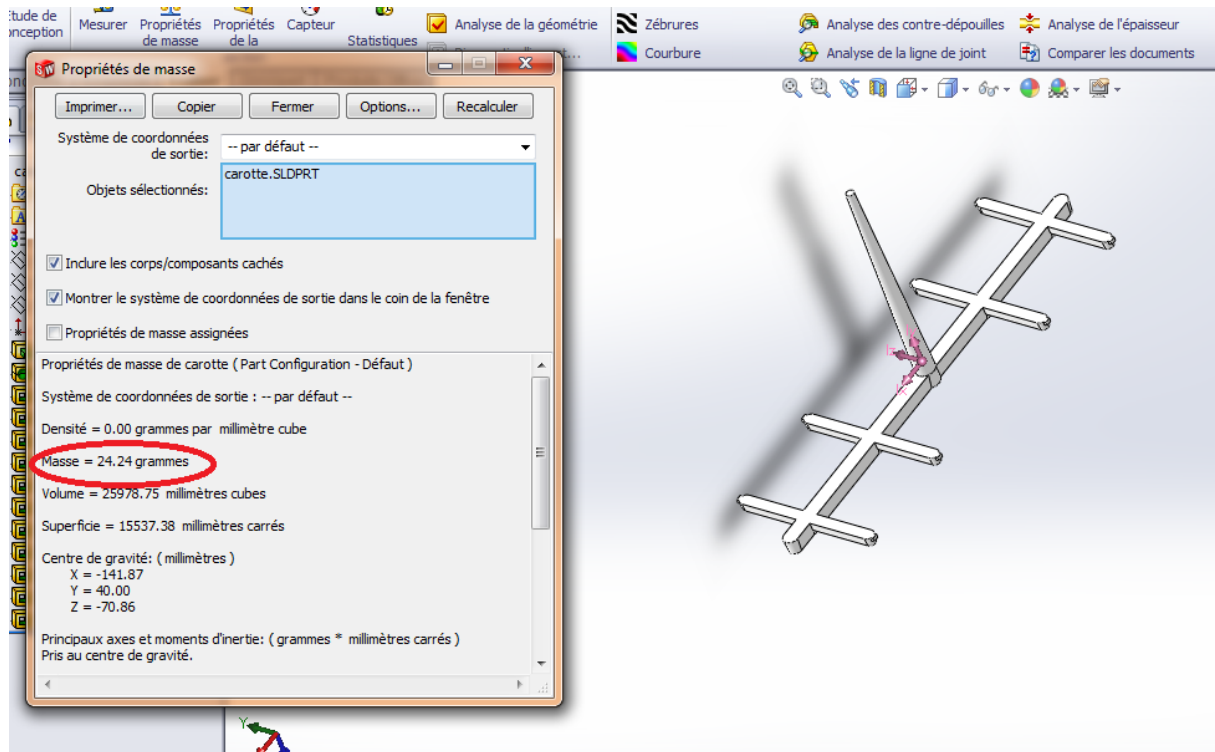 Étude de
Mesurer Propriétés Propriétés Capteur
conception de masse de la Statistiques
Analyse de la géométrie
Zébrures
Courbure
Analyse des contre-dépouilles
Analyse de la ligne de joint
Analyse de l'épaisseur
Comparer les documents
Propriétés de masse
Imprimer... Copier Fermer Options... Recalculer
Système de coordonnées
de sortie:
-- par défaut --
Objets sélectionnés:
carotte.SLDPRT
Indure les corps/composants cachés
Montrer le système de coordonnées de sortie dans le coin de la fenêtre
Propriétés de masse assignées
Propriétés de masse de carotte ( Part Configuration - Défaut )
Système de coordonnées de sortie : -- par défaut --
Densité = 0.00 grammes par millimètre cube
Masse = 24.24 grammes
Volume = 25978.75 millimètres cubes
Superficie = 15537.38 millimètres carrés
Centre de gravité: ( millimètres )
X = -141.87
Y = 40.00
Z = -70.86
Principaux axes et moments d'inertie: ( grammes * millimètres carrés )
Pris au centre de gravité.
Y